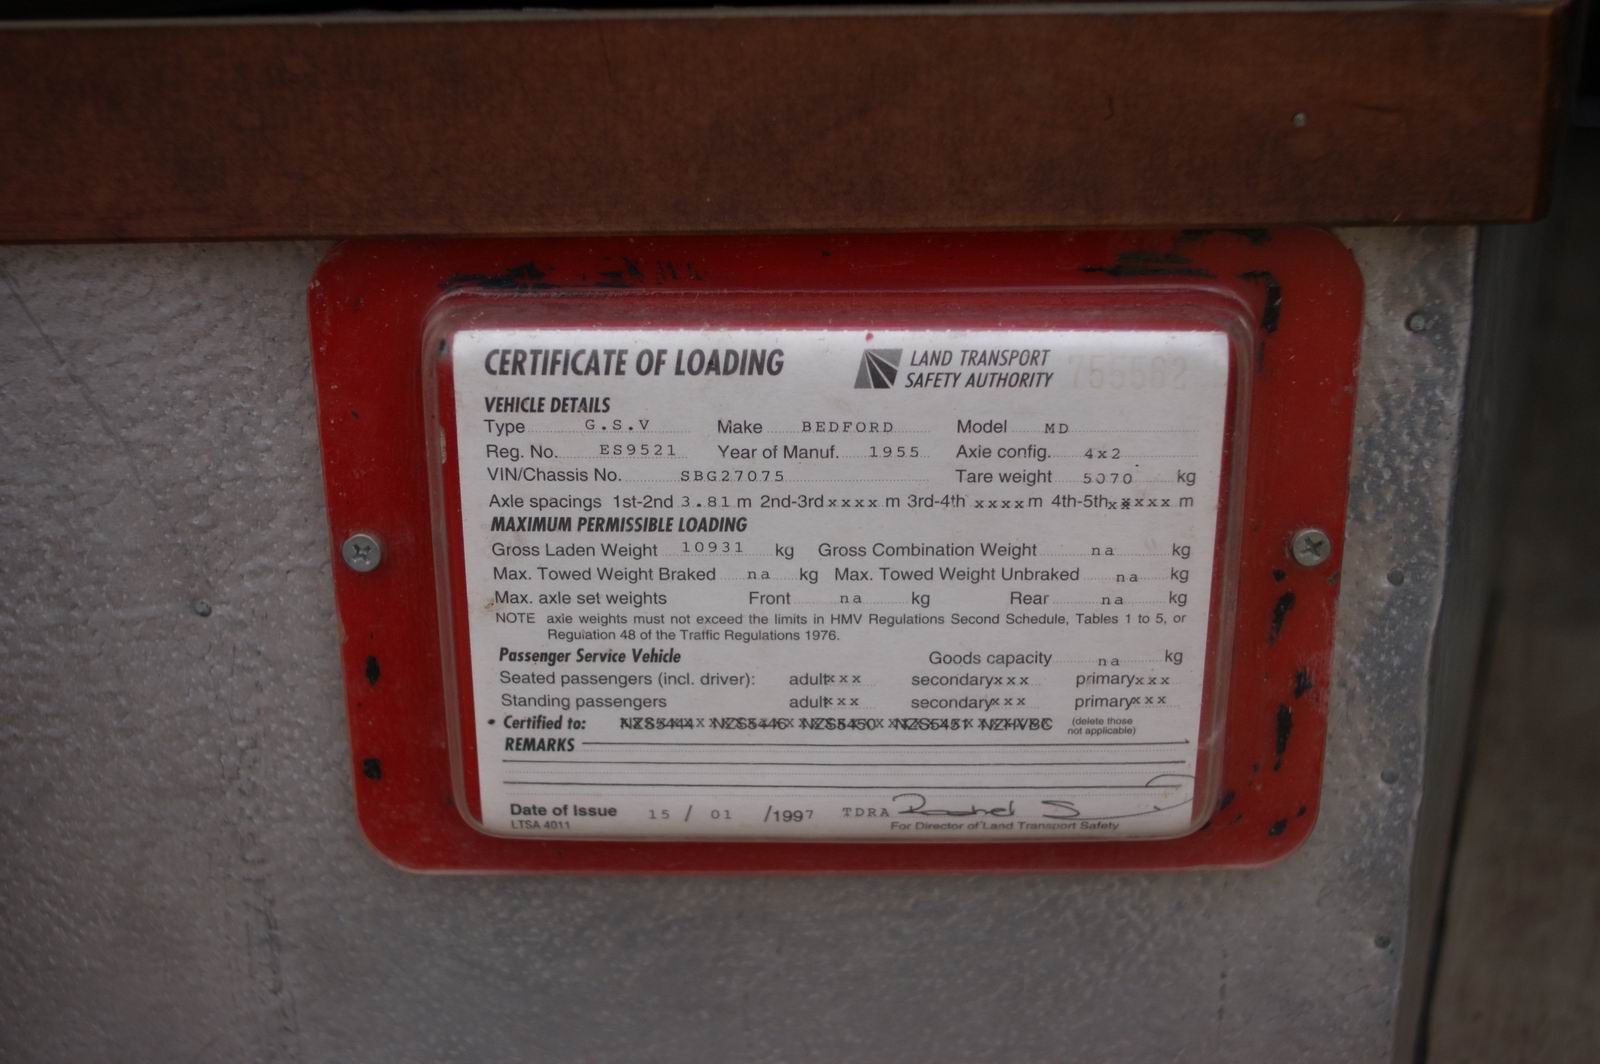 CERTIFICATE OF LOADING
LAND TRANSPORT SAFETY AUTHORITY
755562
VEHICLE DETAILS
Type G.S.V Make BEDFORD Model MD
Reg. No. ES9521 Year of Manuf. 1955 Axle config. 4x2
VIN/Chassis No. SBG27075 Tare weight 5070 kg
Axle spacings 1st-2nd 3.81 m 2nd-3rd xxxx m 3rd-4th xxxx m 4th-5th xxxxx m
MAXIMUM PERMISSIBLE LOADING
Gross Laden Weight 10931 kg Gross Combination Weight na kg
Max. Towed Weight Braked na kg Max. Towed Weight Unbraked na kg
Max. axle set weights Front na kg Rear na kg
NOTE axle weights must not exceed the limits in HMV Regulations Second Schedule, Tables 1 to 5, or
Regulation 48 of the Traffic Regulations 1976.
Passenger Service Vehicle Goods capacity na kg
Seated passengers (incl. driver): adult xxx secondary xxx primary xxx
Standing passengers adult xxx secondary xxx primary xxx
• Certified to: NZS5444 NZS5446 NZS5450 NZS5451 NZHVBC (delete those not applicable)
REMARKS
Date of Issue 15 / 01 /1997 TDRA
LTSA 4011 For Director of Land Transport Safety